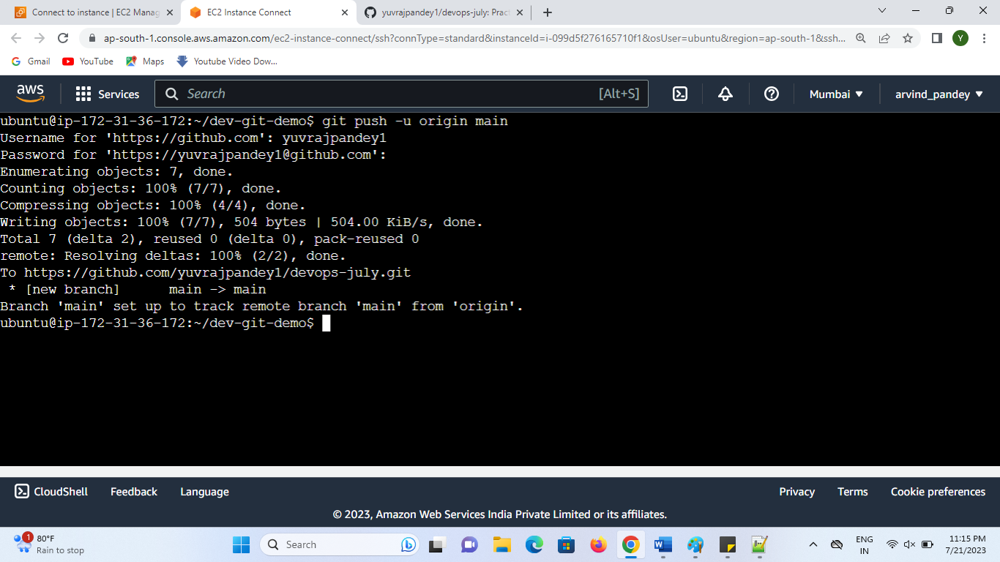 Connect to instance | EC2 Manag
EC2 Instance Connect
yuvrajpandey1/devops-july: Pract
ap-south-1.console.aws.amazon.com/ec2-instance-connect/ssh?connType=standard&instanceId=i-099d5f276165710f1&osUser=ubuntu&region=ap-south-1&ssh...
Y
Gmail
YouTube
Maps
Youtube Video Dow...
aws
Services
Search
[Alt+S]
Mumbai
arvind_pandey
ubuntu@ip-172-31-36-172:~/dev-git-demo$ git push -u origin main
Username for 'https://github.com': yuvrajpandey1
Password for 'https://yuvrajpandey1@github.com':
Enumerating objects: 7, done.
Counting objects: 100% (7/7), done.
Compressing objects: 100% (4/4), done.
Writing objects: 100% (7/7), 504 bytes | 504.00 KiB/s, done.
Total 7 (delta 2), reused 0 (delta 0), pack-reused 0
remote: Resolving deltas: 100% (2/2), done.
To https://github.com/yuvrajpandey1/devops-july.git
 * [new branch]      main -> main
Branch 'main' set up to track remote branch 'main' from 'origin'.
ubuntu@ip-172-31-36-172:~/dev-git-demo$
CloudShell
Feedback
Language
Privacy
Terms
Cookie preferences
© 2023, Amazon Web Services India Private Limited or its affiliates.
1
80°F
Rain to stop
Search
ENG
IN
11:15 PM
7/21/2023